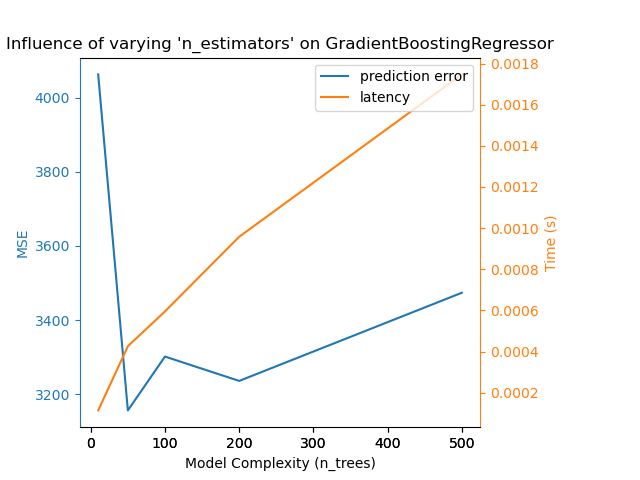 Influence of varying 'n_estimators' on GradientBoostingRegressor
prediction error
latency
MSE
4000
3800
3600
3400
3200
0.0018
0.0016
0.0014
0.0012
0.0010
0.0008
0.0006
0.0004
0.0002
Time (s)
0 100 200 300 400 500
Model Complexity (n_trees)